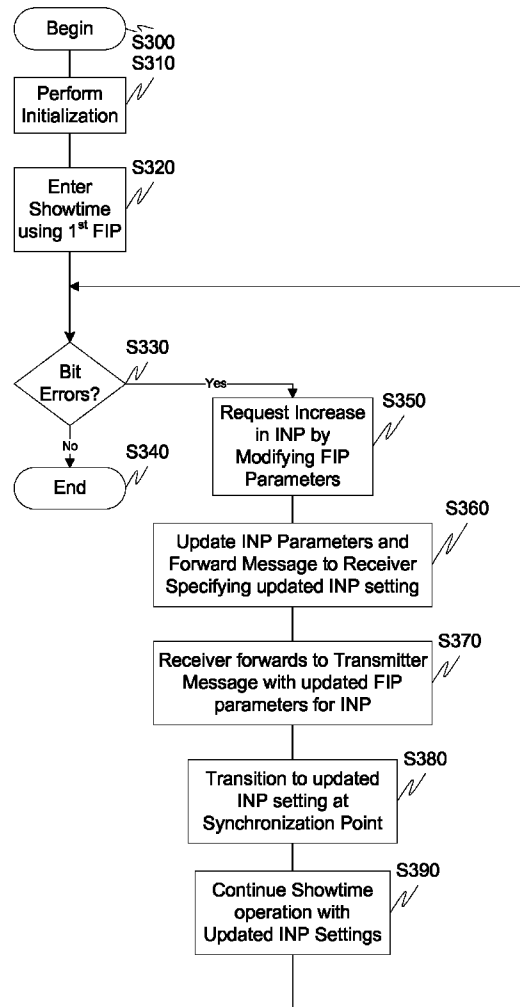 Begin
S300
S310
Perform
Initialization
S320
Enter
Showtime
using 1st FIP
S330
Bit
Errors?
Yes
No
S340
End
S350
Request Increase
in INP by
Modifying FIP
Parameters
S360
Update INP Parameters and
Forward Message to Receiver
Specifying updated INP setting
S370
Receiver forwards to Transmitter
Message with updated FIP
parameters for INP
S380
Transition to updated
INP setting at
Synchronization Point
S390
Continue Showtime
operation with
Updated INP Settings